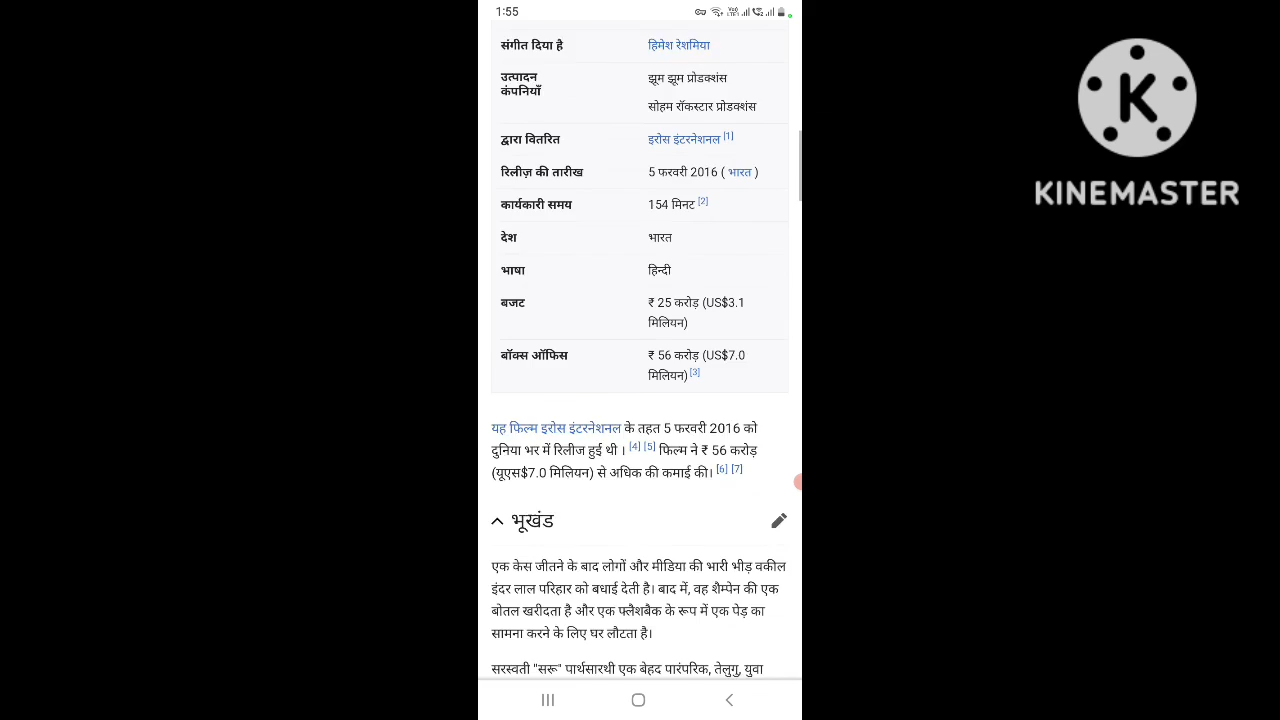 1:55
संगीत दिया है हिमेश रेशमिया
उत्पादन
कंपनियाँ
झूम झूम प्रोडक्शंस
सोहम रॉकस्टार प्रोडक्शंस
द्वारा वितरित इरोस इंटरनेशनल [1]
रिलीज़ की तारीख 5 फरवरी 2016 ( भारत )
कार्यकारी समय 154 मिनट [2]
देश भारत
भाषा हिन्दी
बजट ₹ 25 करोड़ (US$3.1
मिलियन)
बॉक्स ऑफिस ₹ 56 करोड़ (US$7.0
मिलियन) [3]
यह फिल्म इरोस इंटरनेशनल के तहत 5 फरवरी 2016 को
दुनिया भर में रिलीज हुई थी । [4] [5] फिल्म ने ₹ 56 करोड़
(यूएस$7.0 मिलियन) से अधिक की कमाई की। [6] [7]
भूखंड
एक केस जीतने के बाद लोगों और मीडिया की भारी भीड़ वकील
इंदर लाल परिहार को बधाई देती है। बाद में, वह शैम्पेन की एक
बोतल खरीदता है और एक फ्लैशबैक के रूप में एक पेड़ का
सामना करने के लिए घर लौटता है।
सरस्वती "सरू" पार्थसारथी एक बेहद पारंपरिक, तेलुगु, युवा
K
KINEMASTER